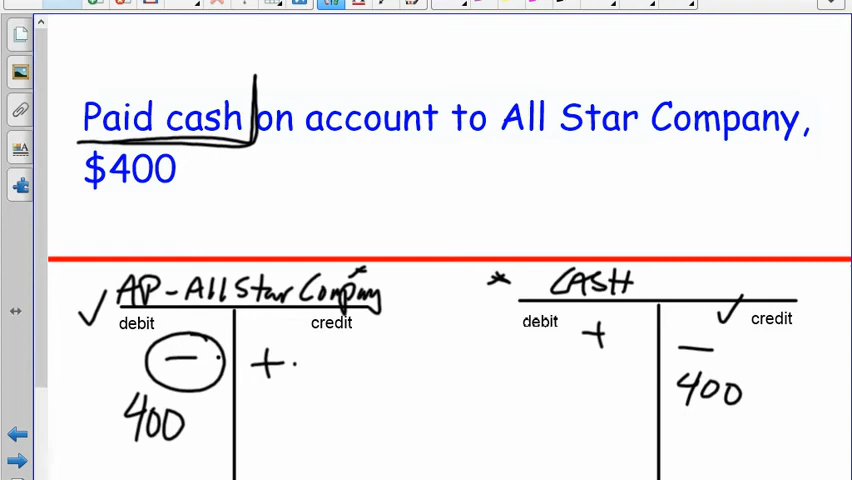 Paid cash on account to All Star Company,
$400
AP-All Star Company
CASH
debit
credit
debit
credit
−
+
+
−
400
400